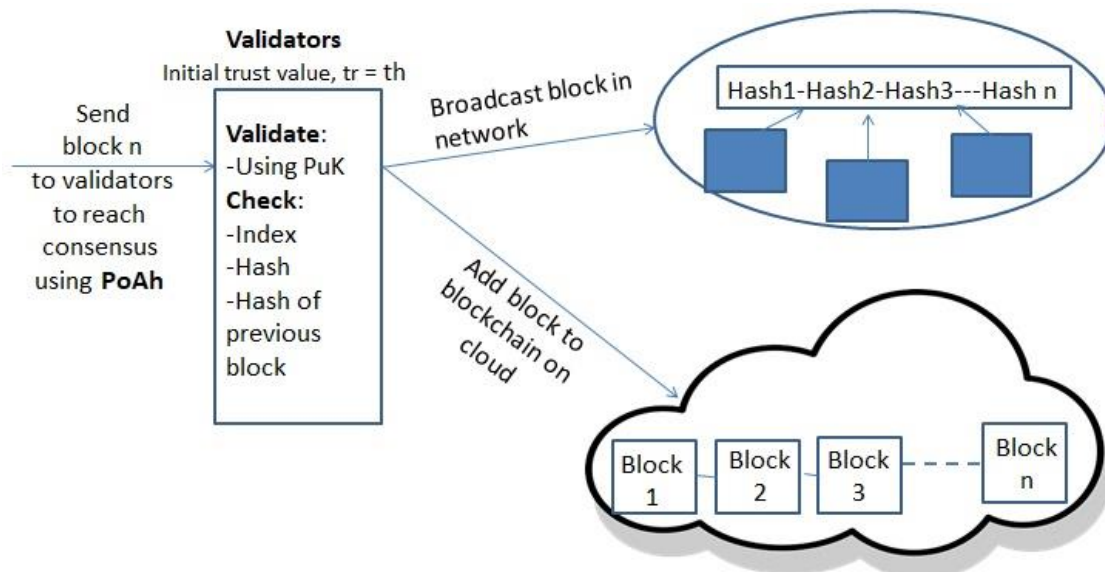 Validators
Initial trust value, tr = th
Send
block n
to validators
to reach
consensus
using PoAh
Validate:
-Using PuK
Check:
-Index
-Hash
-Hash of
previous
block
Broadcast block in
network
Hash1-Hash2-Hash3---Hash n
Add block to
blockchain on
cloud
Block
1
Block
2
Block
3
Block
n